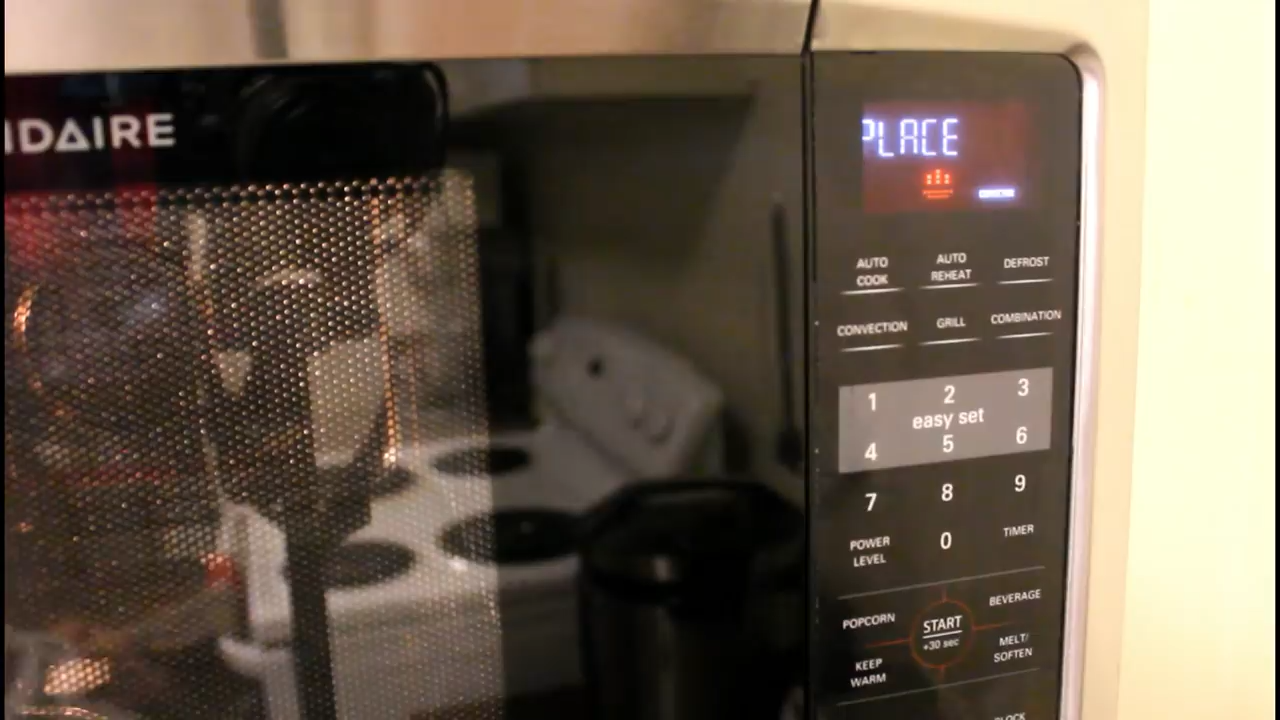 IDAIRE
PLACE
AUTO COOK
AUTO REHEAT
DEFROST
CONVECTION
GRILL
COMBINATION
1 2 3
easy set
4 5 6
7 8 9
POWER LEVEL
0
TIMER
POPCORN
START
+30 sec
BEVERAGE
KEEP WARM
MELT/
SOFTEN